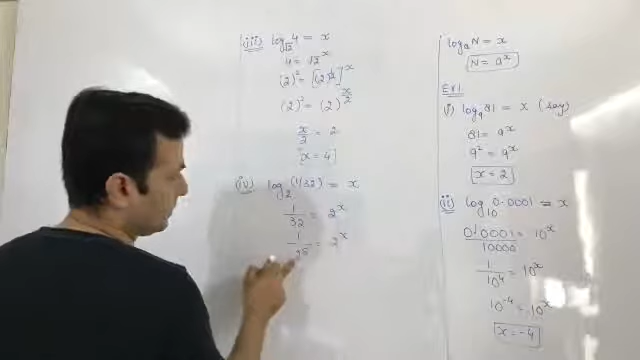 (iii) log√2 4 = x
4 = √2^x
(2)² = [(2)^½]^x
(2)² = (2)^(x/2)
x/2 = 2
[x = 4]
(iv) log₂ (1/32) = x
1/32 = 2^x
1/2⁵ = 2^x
logₐ N = x
N = a^x
Ex1.
(i) log₉ 81 = x (say)
81 = 9^x
9² = 9^x
x = 2
(ii) log₁₀ 0.0001 = x
0.0001/10000 = 10^x
1/10⁴ = 10^x
10⁻⁴ = 10^x
x = -4